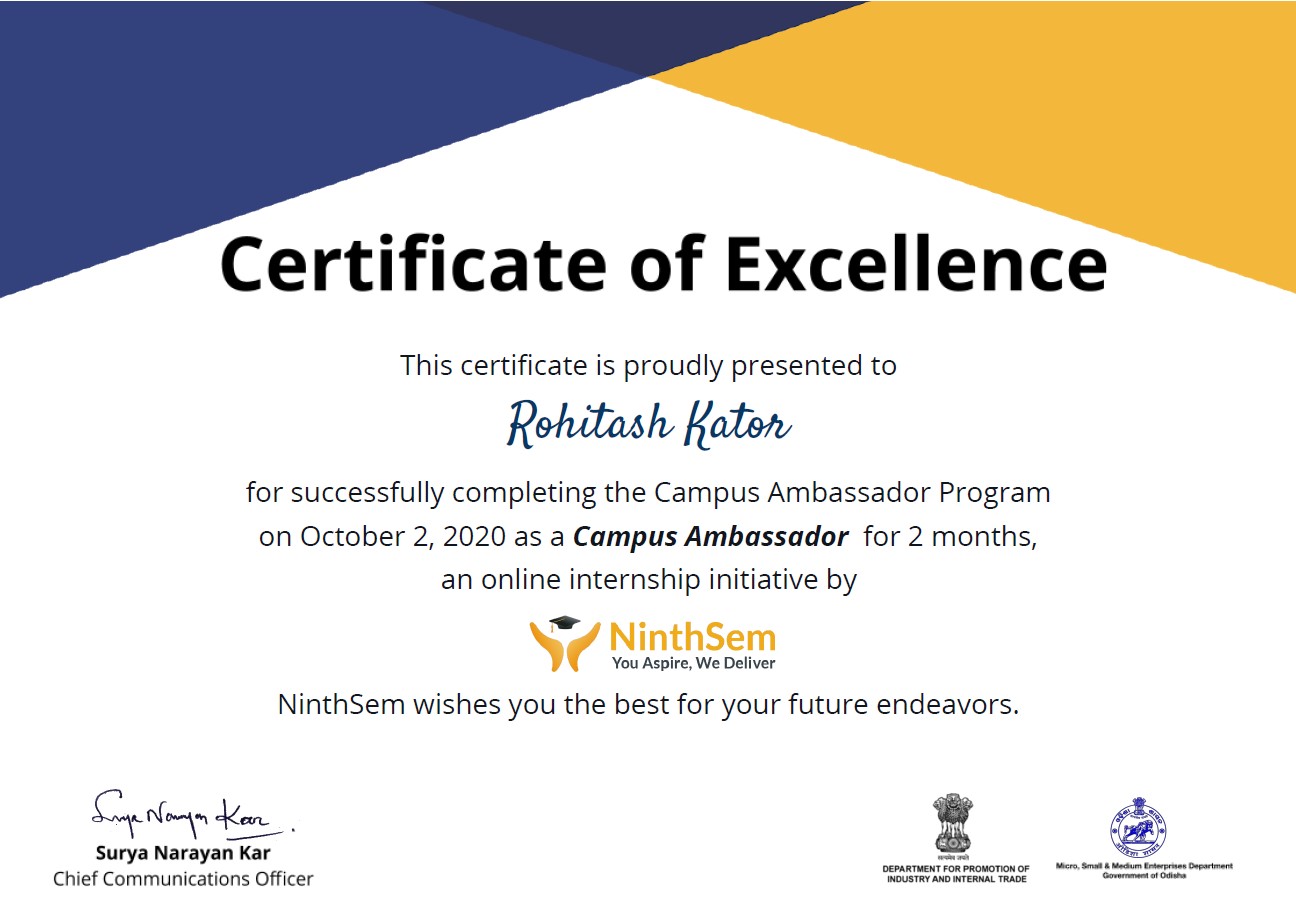 Certificate of Excellence
This certificate is proudly presented to
Rohitash Kator
for successfully completing the Campus Ambassador Program
on October 2, 2020 as a Campus Ambassador for 2 months,
an online internship initiative by
NinthSem
You Aspire, We Deliver
NinthSem wishes you the best for your future endeavors.
Surya Narayan Kar
Surya Narayan Kar
Chief Communications Officer
सत्यमेव जयते
DEPARTMENT FOR PROMOTION OF
INDUSTRY AND INTERNAL TRADE
Micro, Small & Medium Enterprises Department
Government of Odisha